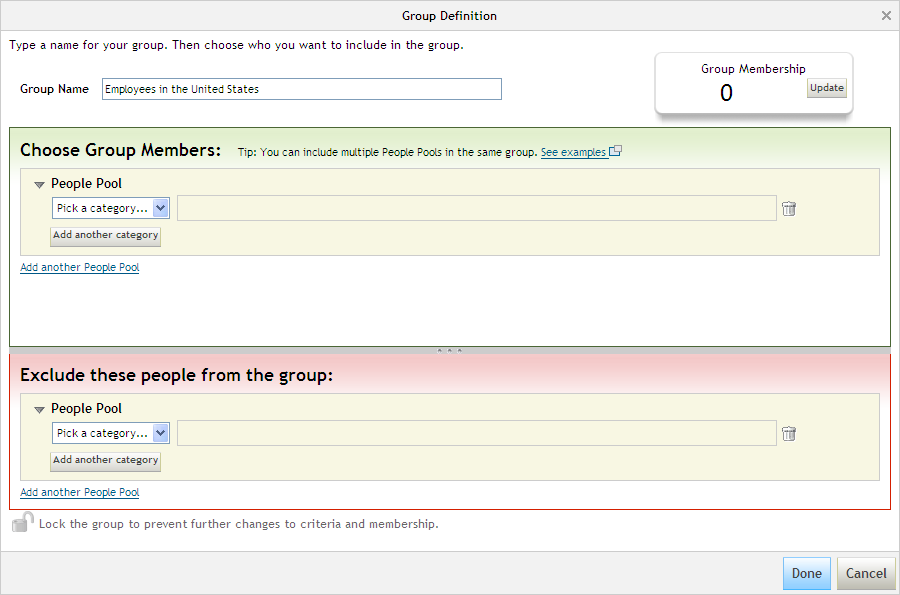 Group Definition
Type a name for your group. Then choose who you want to include in the group.
Group Membership
Group Name Employees in the United States
0 Update
Choose Group Members: Tip: You can include multiple People Pools in the same group. See examples
People Pool
Pick a category...
Add another category
Add another People Pool
Exclude these people from the group:
People Pool
Pick a category...
Add another category
Add another People Pool
Lock the group to prevent further changes to criteria and membership.
Done Cancel